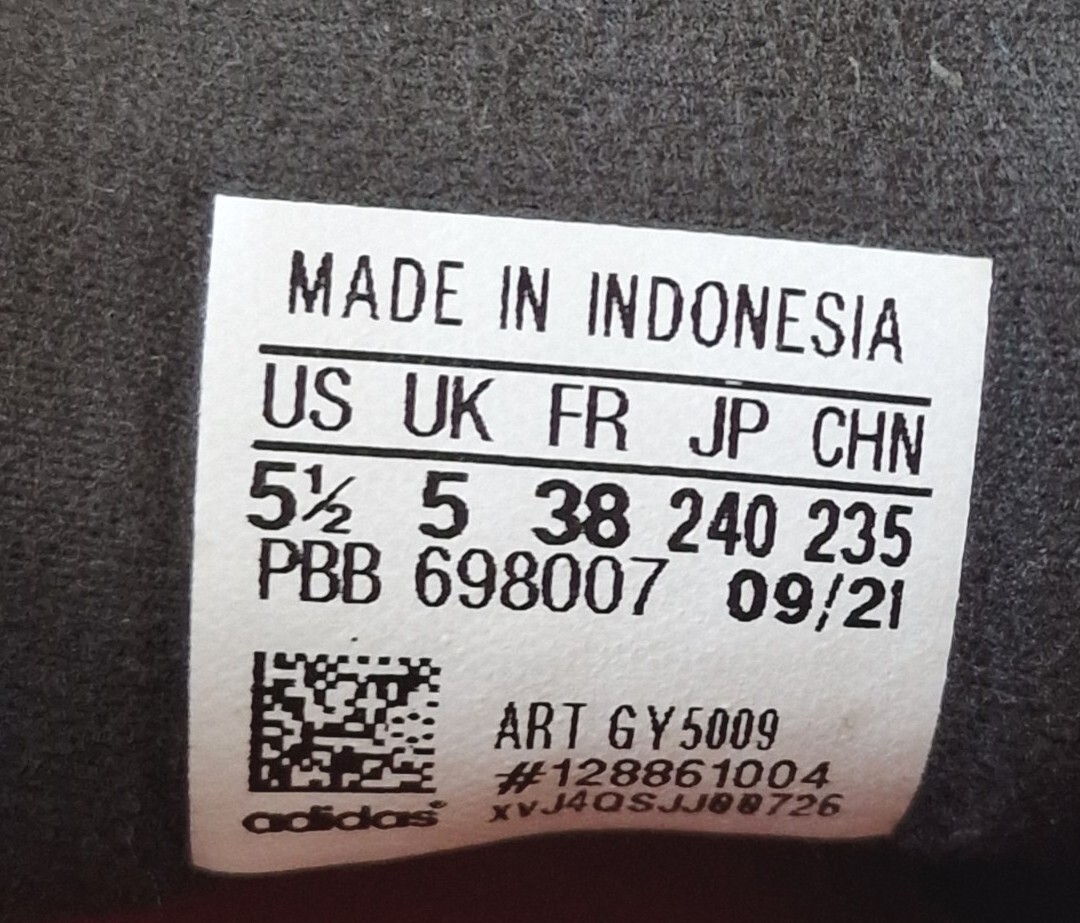 MADE IN INDONESIA
US UK FR JP CHN
5½ 5 38 240 235
PBB 698007 09/21
ART GY5009
#128861004
xvJ4QSJJ00726
adidas